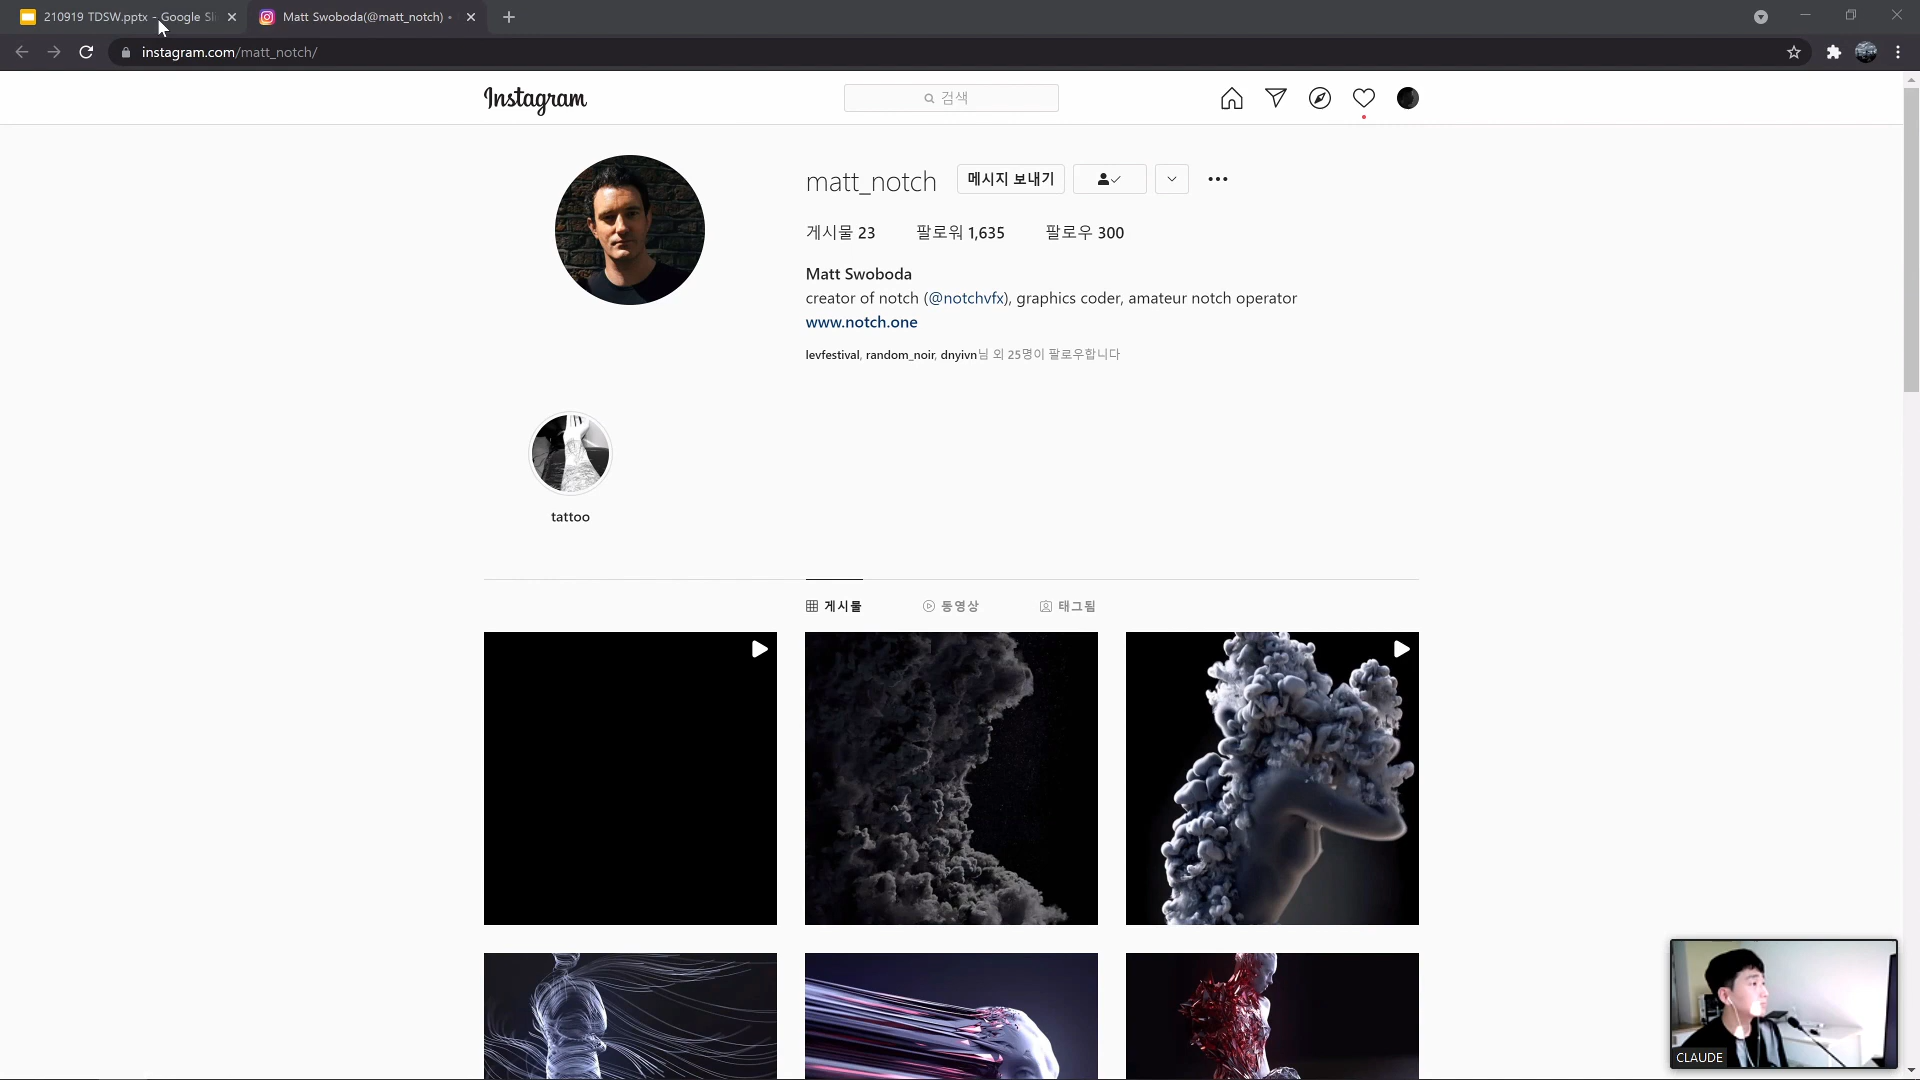 210919 TDSW.pptx - Google Sli
Matt Swoboda(@matt_notch) •
instagram.com/matt_notch/
Instagram
검색
matt_notch
메시지 보내기
게시물 23 팔로워 1,635 팔로우 300
Matt Swoboda
creator of notch (@notchvfx), graphics coder, amateur notch operator
www.notch.one
levfestival, random_noir, dnyivn님 외 25명이 팔로우합니다
tattoo
게시물 동영상 태그됨
CLAUDE